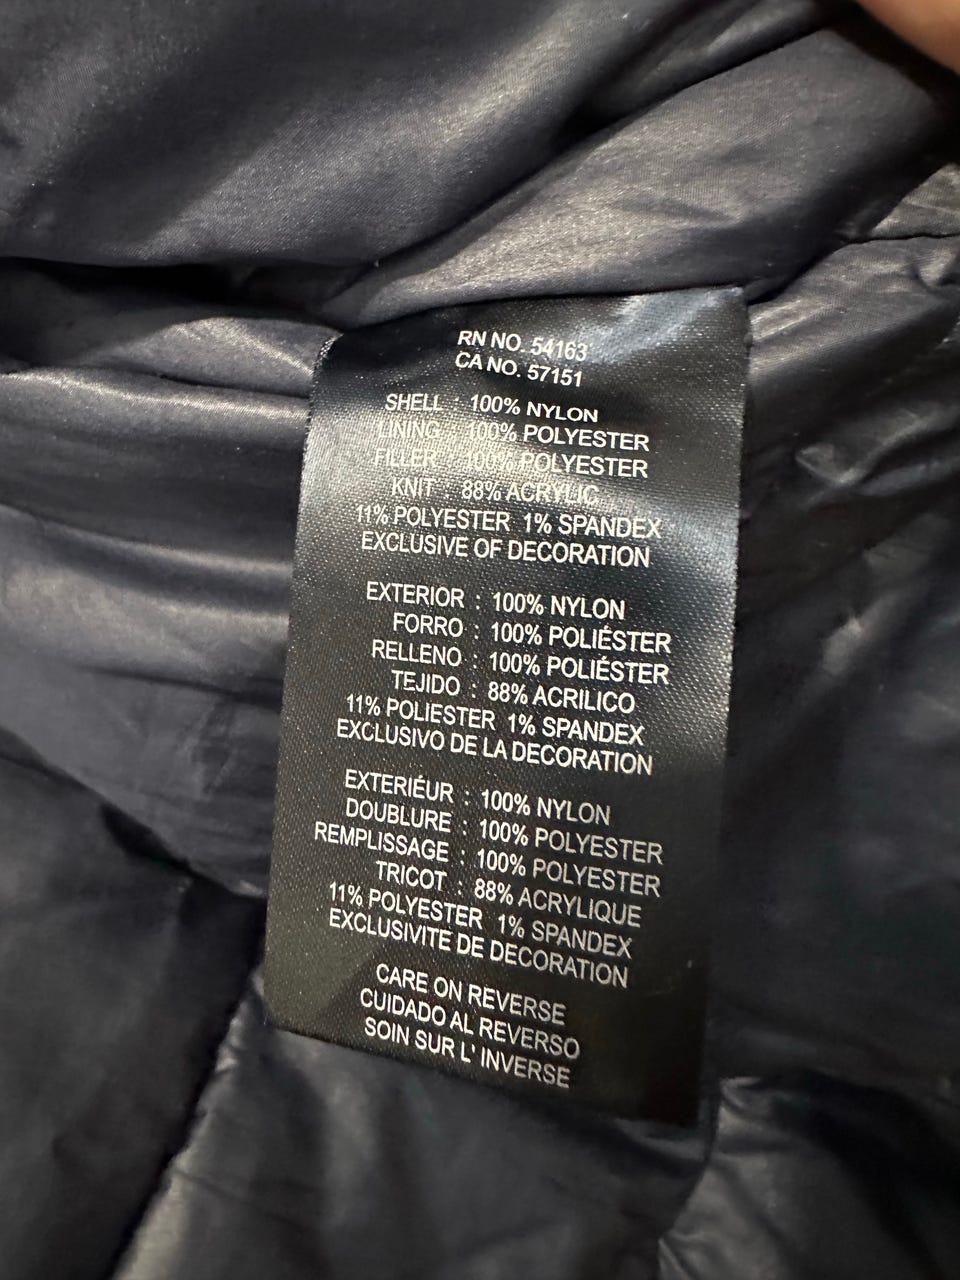 RN NO. 54163
CA NO. 57151
SHELL : 100% NYLON
LINING : 100% POLYESTER
FILLER : 100% POLYESTER
KNIT : 88% ACRYLIC
11% POLYESTER 1% SPANDEX
EXCLUSIVE OF DECORATION
EXTERIOR : 100% NYLON
FORRO : 100% POLIÉSTER
RELLENO : 100% POLIÉSTER
TEJIDO : 88% ACRILICO
11% POLIESTER 1% SPANDEX
EXCLUSIVO DE LA DECORATION
EXTERIÉUR : 100% NYLON
DOUBLURE : 100% POLYESTER
REMPLISSAGE : 100% POLYESTER
TRICOT : 88% ACRYLIQUE
11% POLYESTER 1% SPANDEX
EXCLUSIVITE DE DECORATION
CARE ON REVERSE
CUIDADO AL REVERSO
SOIN SUR L' INVERSE